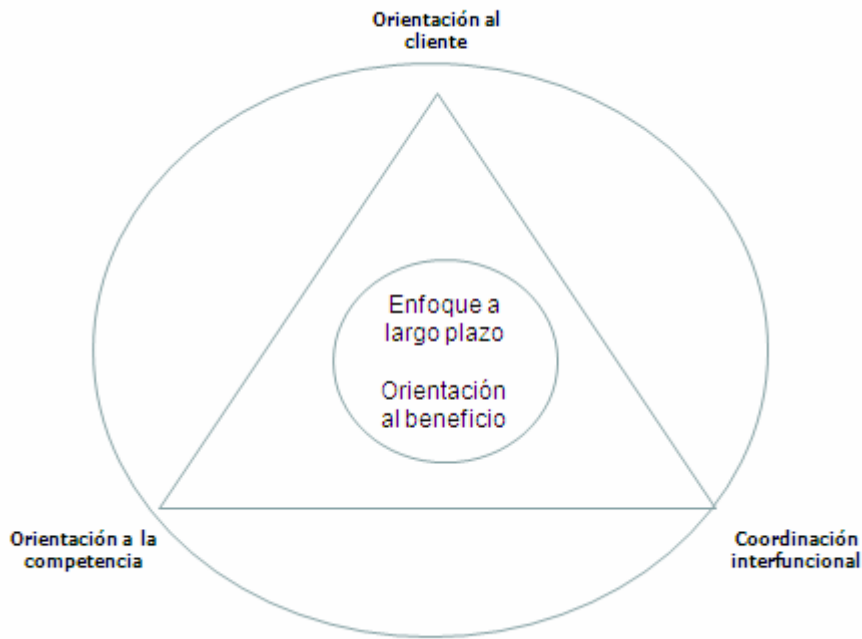 Orientación al
cliente
Enfoque a
largo plazo
Orientación
al beneficio
Orientación a la
competencia
Coordinación
interfuncional